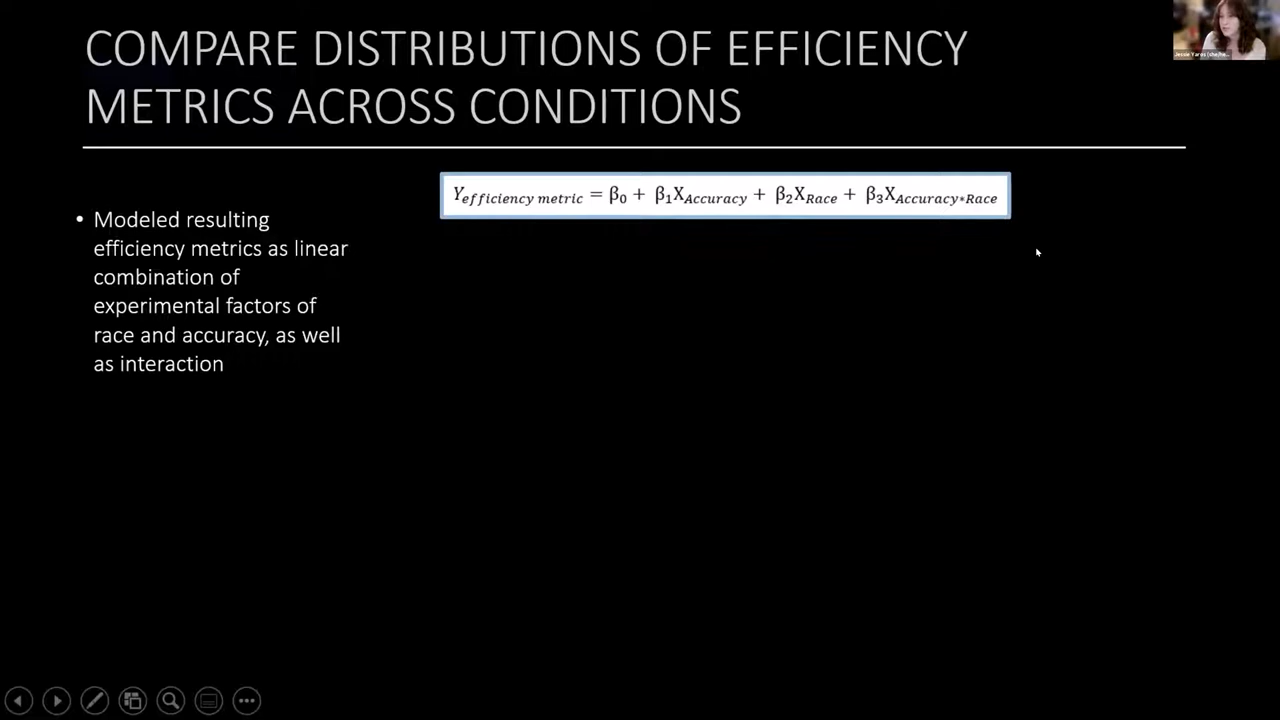 COMPARE DISTRIBUTIONS OF EFFICIENCY
METRICS ACROSS CONDITIONS
Y_efficiency metric = β₀ + β₁X_Accuracy + β₂X_Race + β₃X_Accuracy∗Race
• Modeled resulting
efficiency metrics as linear
combination of
experimental factors of
race and accuracy, as well
as interaction